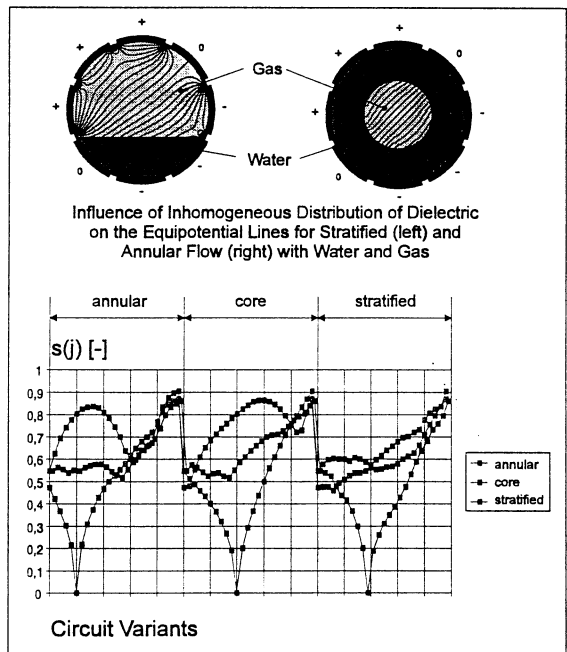 +
+
+
0
Gas
+
-
+
-
0
-
Water
0
-
-
Influence of Inhomogeneous Distribution of Dielectric
on the Equipotential Lines for Stratified (left) and
Annular Flow (right) with Water and Gas
annular core stratified
s(j) [-]
1
0,9
0,8
0,7
0,6
0,5
0,4
0,3
0,2
0,1
0
annular
core
stratified
Circuit Variants